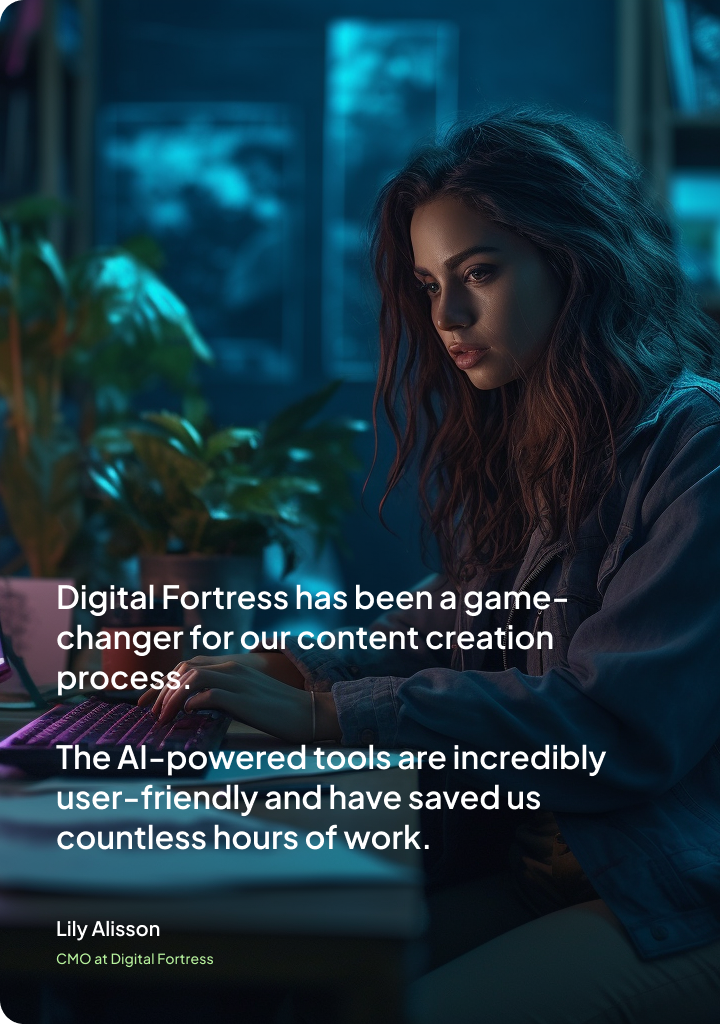 Digital Fortress has been a game-
changer for our content creation
process.
The AI-powered tools are incredibly
user-friendly and have saved us
countless hours of work.
Lily Alisson
CMO at Digital Fortress